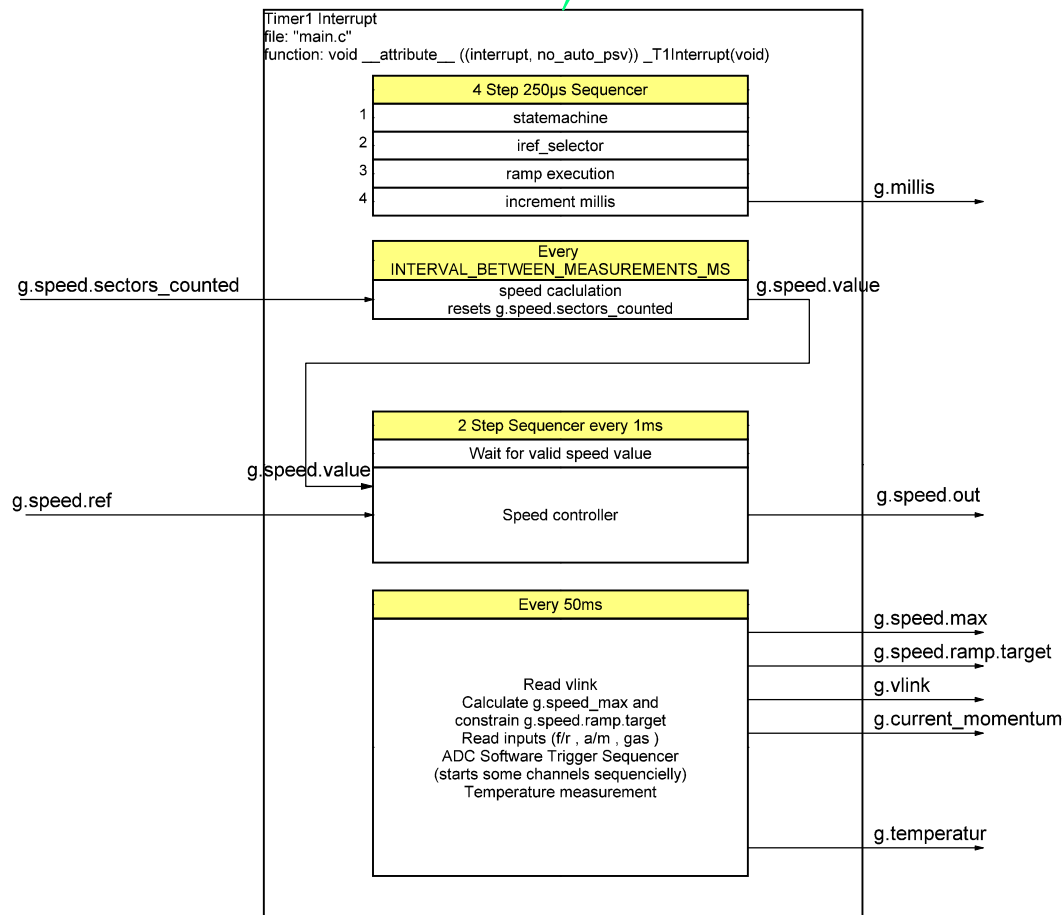 Timer1 Interrupt
file: "main.c"
function: void __attribute__ ((interrupt, no_auto_psv)) _T1Interrupt(void)
4 Step 250µs Sequencer
1
statemachine
2
iref_selector
3
ramp execution
4
increment millis
g.millis
Every
INTERVAL_BETWEEN_MEASUREMENTS_MS
g.speed.sectors_counted
speed caclulation
resets g.speed.sectors_counted
g.speed.value
2 Step Sequencer every 1ms
Wait for valid speed value
g.speed.value
g.speed.ref
Speed controller
g.speed.out
Every 50ms
g.speed.max
g.speed.ramp.target
g.vlink
g.current_momentum
Read vlink
Calculate g.speed_max and
constrain g.speed.ramp.target
Read inputs (f/r , a/m , gas )
ADC Software Trigger Sequencer
(starts some channels sequencielly)
Temperature measurement
g.temperatur